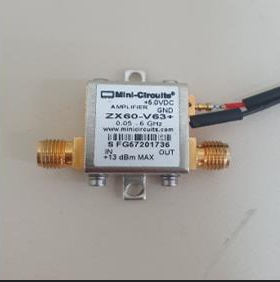 Mini-Circuits®
AMPLIFIER +5.0VDC
GND
ZX60-V63+
0.05 - 6 GHz
www.minicircuits.com
S FG57201736
IN OUT
+13 dBm MAX